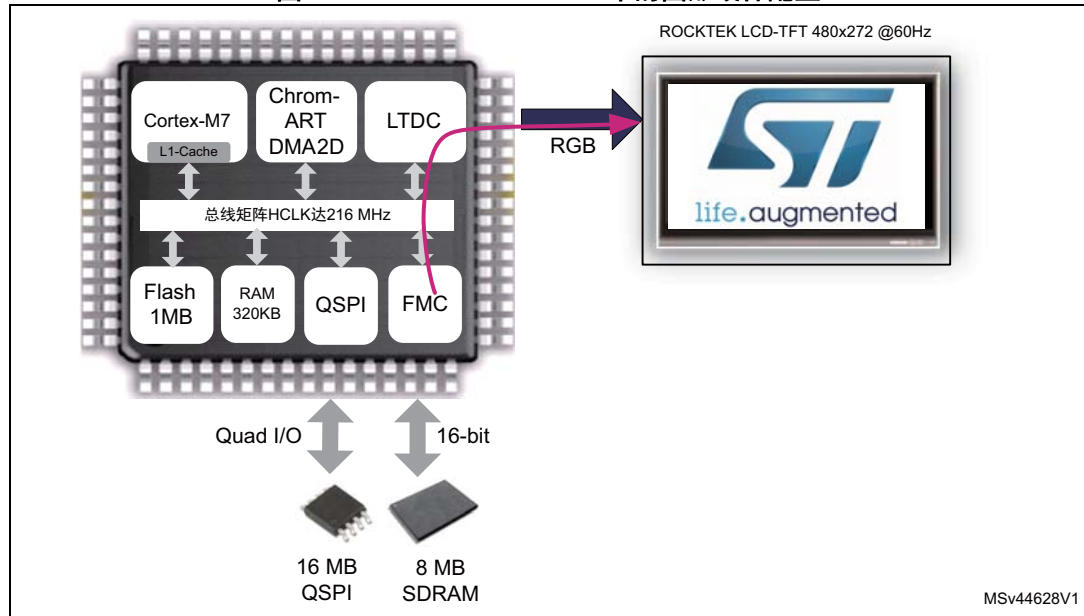 ROCKTEK LCD-TFT 480x272 @60Hz
Cortex-M7
L1-Cache
Chrom-
ART
DMA2D
LTDC
RGB
life.augmented
总线矩阵HCLK达216 MHz
Flash
1MB
RAM
320KB
QSPI
FMC
Quad I/O
16-bit
16 MB
QSPI
8 MB
SDRAM
MSv44628V1